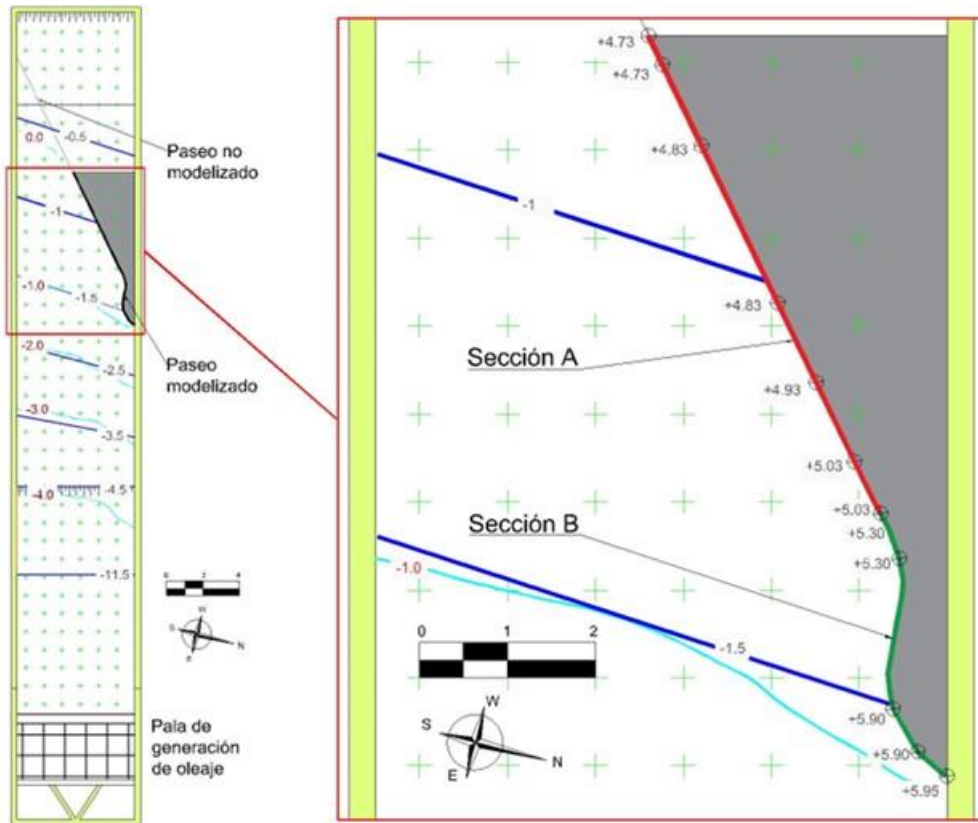 0.0
-0.5
Paseo no
modelizado
-1
-1.0
-1.5
Paseo
modelizado
-2.0
-2.5
-3.0
-3.5
-4.0
-4.5
-11.5
0 2 4
W
S
N
E
Pala de
generación
de oleaje
+4.73
+4.73
+4.83
-1
+4.83
Sección A
+4.93
+5.03
+5.03
Sección B
+5.30
+5.30
-1.0
0 1 2
-1.5
W
S
N
E
+5.90
+5.90
+5.95